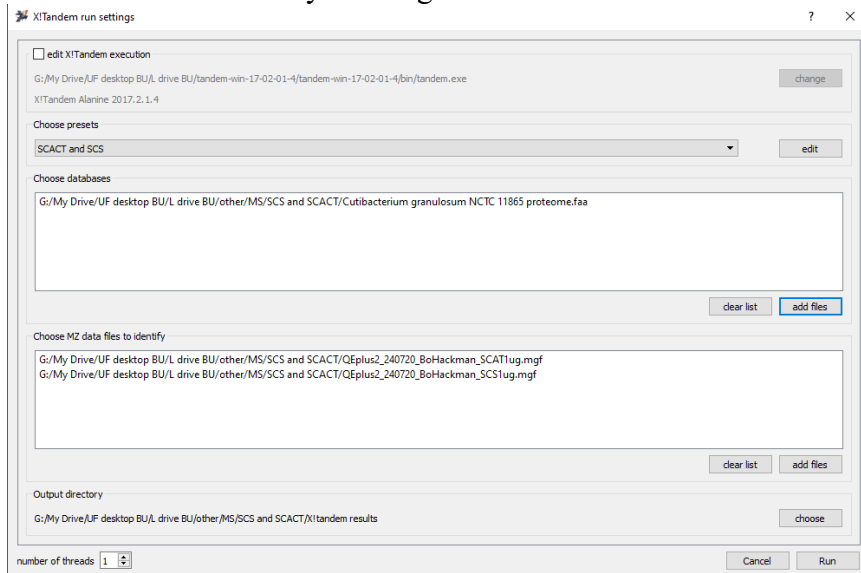 X!Tandem run settings ? ×
edit X!Tandem execution
G:/My Drive/UF desktop BU/L drive BU/tandem-win-17-02-01-4/tandem-win-17-02-01-4/bin/tandem.exe change
X!Tandem Alanine 2017.2.1.4
Choose presets
SCACT and SCS edit
Choose databases
G:/My Drive/UF desktop BU/L drive BU/other/MS/SCS and SCACT/Cutibacterium granulosum NCTC 11865 proteome.faa
clear list add files
Choose MZ data files to identify
G:/My Drive/UF desktop BU/L drive BU/other/MS/SCS and SCACT/QEplus2_240720_BoHackman_SCAT1ug.mgf
G:/My Drive/UF desktop BU/L drive BU/other/MS/SCS and SCACT/QEplus2_240720_BoHackman_SCS1ug.mgf
clear list add files
Output directory
G:/My Drive/UF desktop BU/L drive BU/other/MS/SCS and SCACT/X!tandem results choose
number of threads 1 Cancel Run